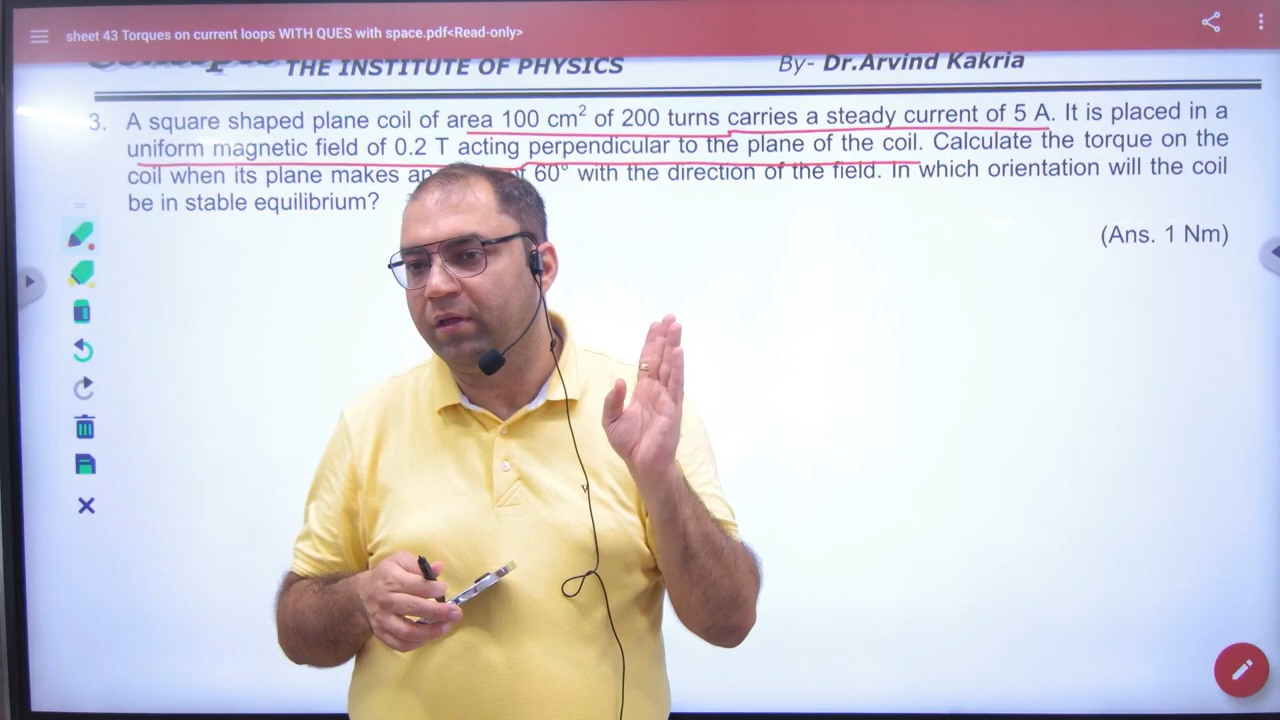 sheet 43 Torques on current loops WITH QUES with space.pdf<Read-only>
THE INSTITUTE OF PHYSICS By- Dr.Arvind Kakria
3. A square shaped plane coil of area 100 cm² of 200 turns carries a steady current of 5 A. It is placed in a
uniform magnetic field of 0.2 T acting perpendicular to the plane of the coil. Calculate the torque on the
coil when its plane makes an of 60° with the direction of the field. In which orientation will the coil
be in stable equilibrium?
(Ans. 1 Nm)